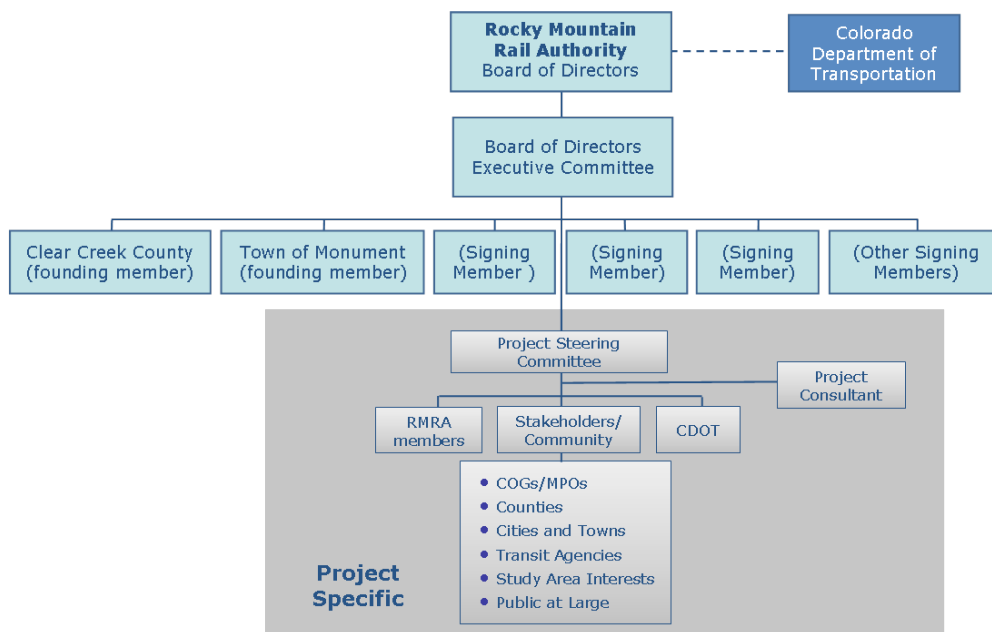 Rocky Mountain
Rail Authority
Board of Directors
Colorado
Department of
Transportation
Board of Directors
Executive Committee
Clear Creek County
(founding member)
Town of Monument
(founding member)
(Signing
Member )
(Signing
Member)
(Signing
Member)
(Other Signing
Members)
Project Steering
Committee
Project
Consultant
RMRA
members
Stakeholders/
Community
CDOT
• COGs/MPOs
• Counties
• Cities and Towns
• Transit Agencies
• Study Area Interests
• Public at Large
Project
Specific